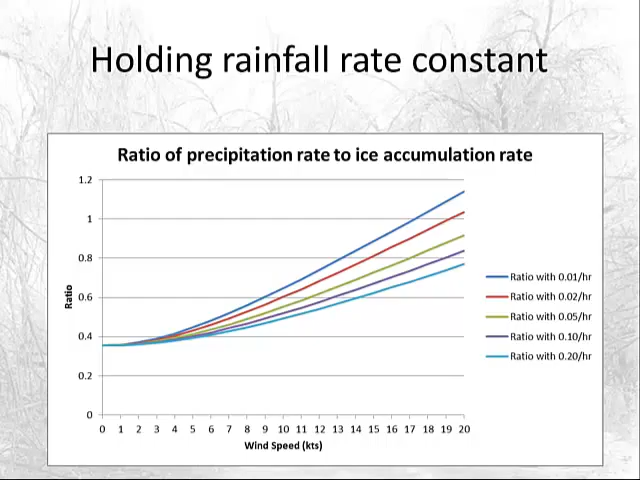 Holding rainfall rate constant
Ratio of precipitation rate to ice accumulation rate
1.2
1
0.8
0.6
0.4
0.2
0
Ratio
0 1 2 3 4 5 6 7 8 9 10 11 12 13 14 15 16 17 18 19 20
Wind Speed (kts)
Ratio with 0.01/hr
Ratio with 0.02/hr
Ratio with 0.05/hr
Ratio with 0.10/hr
Ratio with 0.20/hr